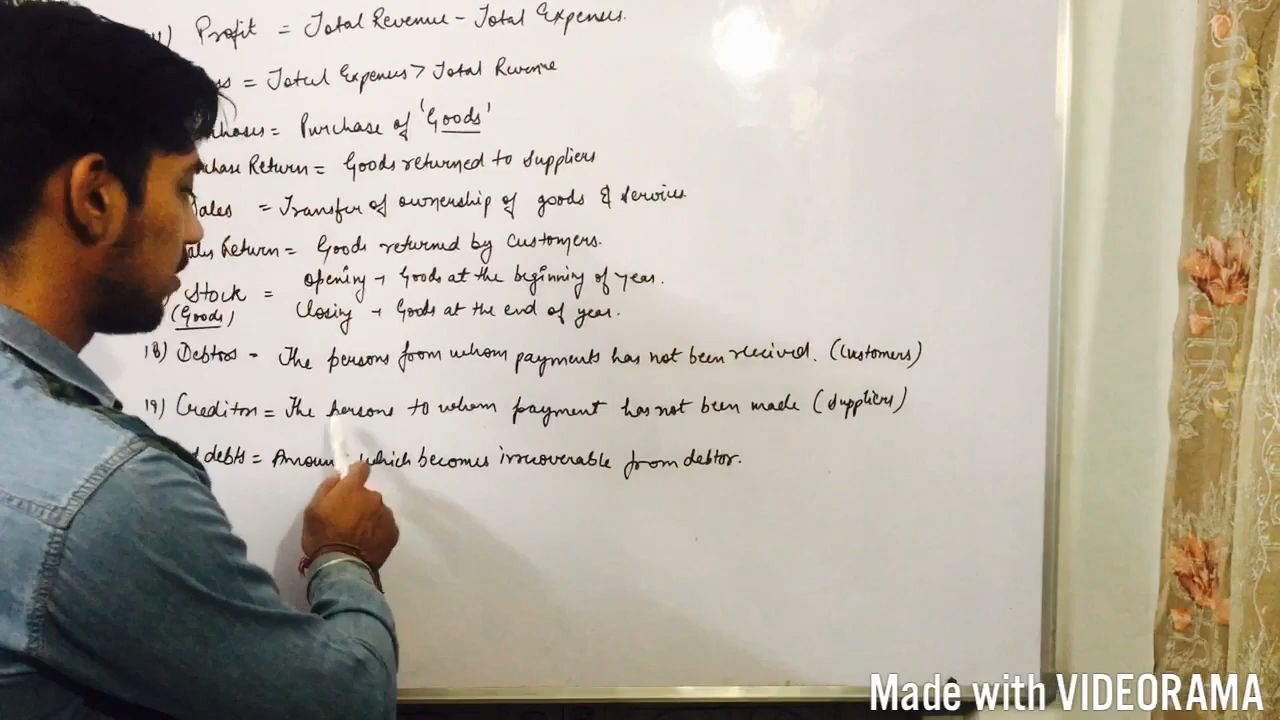 Profit = Total Revenue - Total Expenses.
= Total Expenses > Total Revenue
= Purchase of 'Goods'
Return = Goods returned to suppliers
Sales = Transfer of ownership of goods & services
Return = Goods returned by customers.
opening → Goods at the beginning of year.
Stock =
(Goods) Closing → Goods at the end of year.
18) Debtors = The persons from whom payments has not been received. (Customers)
19) Creditors = The persons to whom payment has not been made (Suppliers)
debts = Amount which becomes irrecoverable from debtor.
Made with VIDEORAMA